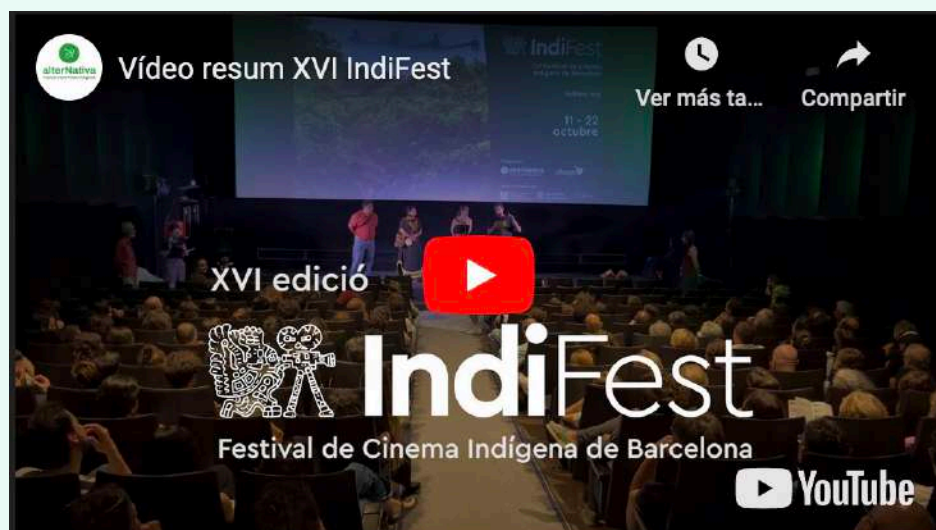 alterNativa
Vídeo resum XVI IndiFest
Ver más ta...
Compartir
IndiFest
11 - 22
octubre
XVI edició
IndiFest
Festival de Cinema Indígena de Barcelona
YouTube